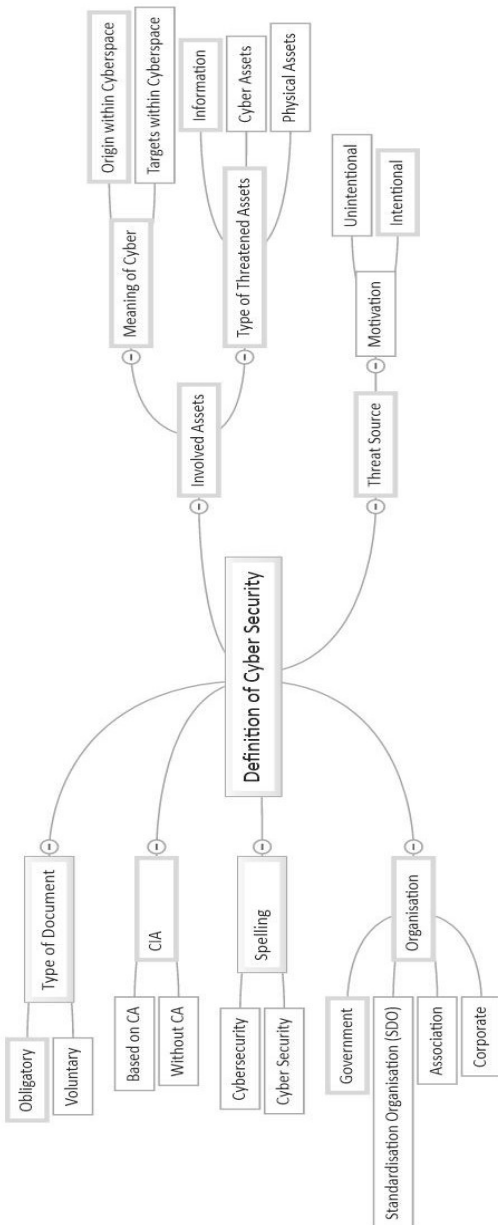 Obligatory
Voluntary
Type of Document
Based on CA
Without CA
CIA
Cybersecurity
Cyber Security
Spelling
Government
Standardisation Organisation (SDO)
Association
Corporate
Organisation
Definition of Cyber Security
Involved Assets
Meaning of Cyber
Origin within Cyberspace
Targets within Cyberspace
Type of Threatened Assets
Information
Cyber Assets
Physical Assets
Threat Source
Motivation
Unintentional
Intentional